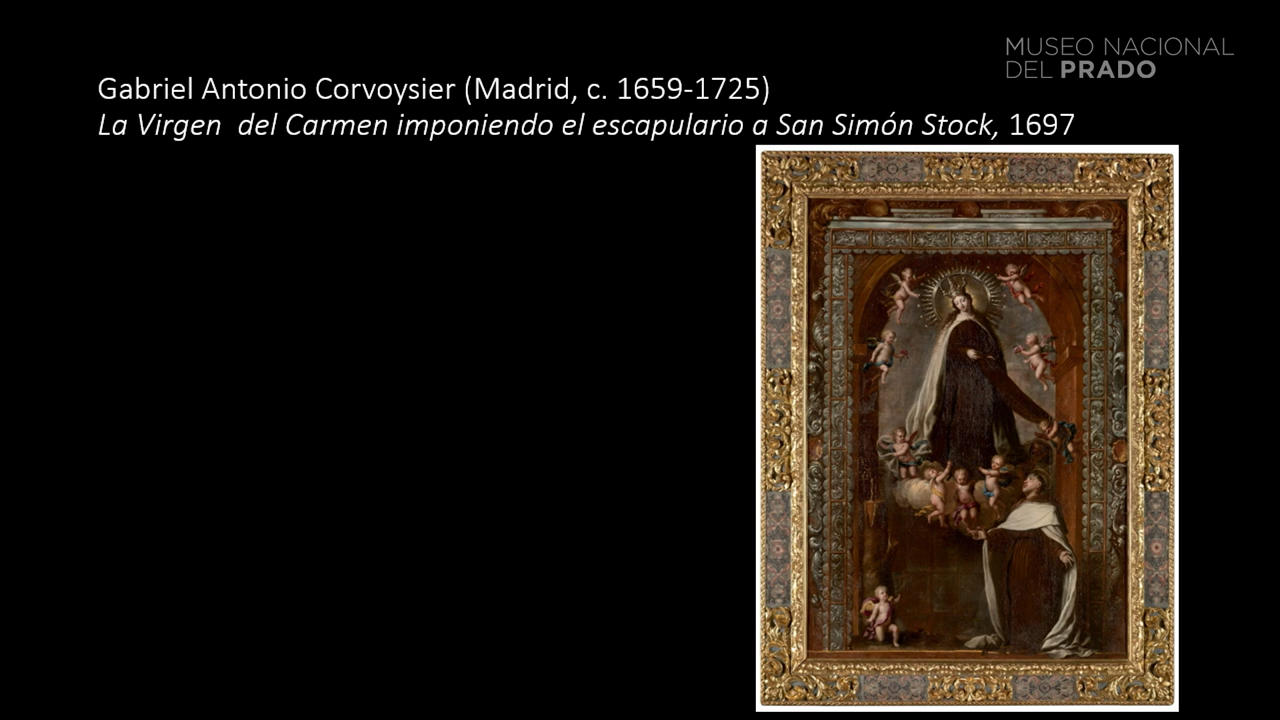 MUSEO NACIONAL
DEL PRADO
Gabriel Antonio Corvoysier (Madrid, c. 1659-1725)
La Virgen  del Carmen imponiendo el escapulario a San Simón Stock, 1697